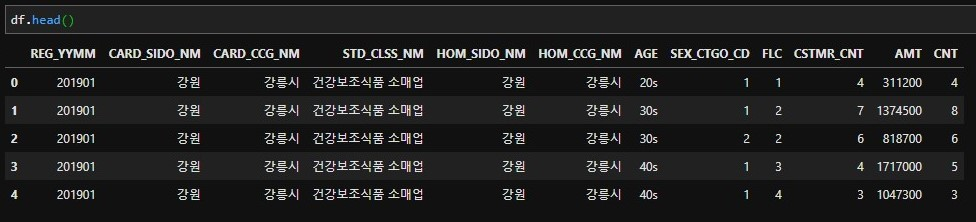 df.head()
REG_YYMM CARD_SIDO_NM CARD_CCG_NM STD_CLSS_NM HOM_SIDO_NM HOM_CCG_NM AGE SEX_CTGO_CD FLC CSTMR_CNT AMT CNT
0 201901 강원 강릉시 건강보조식품 소매업 강원 강릉시 20s 1 1 4 311200 4
1 201901 강원 강릉시 건강보조식품 소매업 강원 강릉시 30s 1 2 7 1374500 8
2 201901 강원 강릉시 건강보조식품 소매업 강원 강릉시 30s 2 2 6 818700 6
3 201901 강원 강릉시 건강보조식품 소매업 강원 강릉시 40s 1 3 4 1717000 5
4 201901 강원 강릉시 건강보조식품 소매업 강원 강릉시 40s 1 4 3 1047300 3